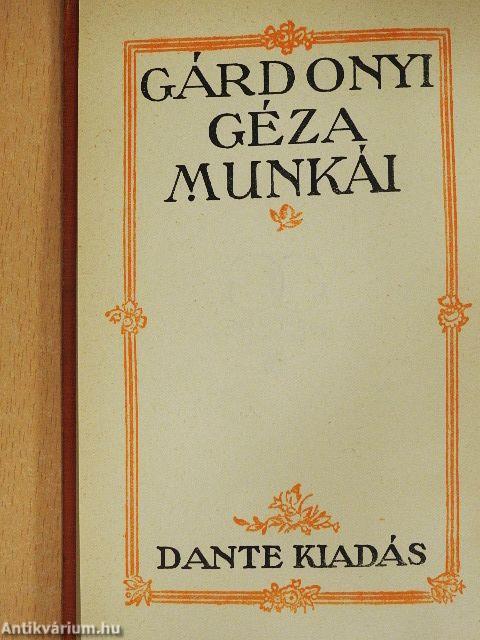 GÁRDONYI
GÉZA
MUNKÁI
DANTE KIADÁS
Antikvárium.hu